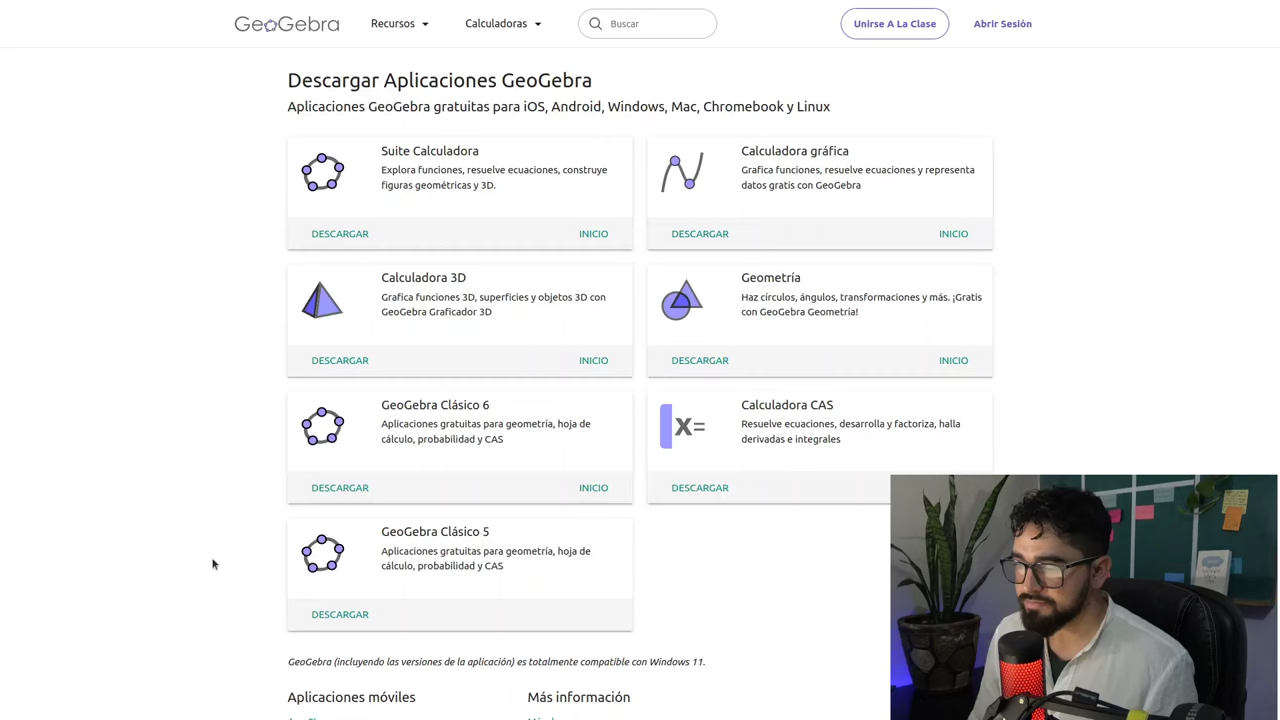 GeoGebra
Recursos
Calculadoras
Buscar
Unirse A La Clase
Abrir Sesión
Descargar Aplicaciones GeoGebra
Aplicaciones GeoGebra gratuitas para iOS, Android, Windows, Mac, Chromebook y Linux
Suite Calculadora
Explora funciones, resuelve ecuaciones, construye
figuras geométricas y 3D.
DESCARGAR
INICIO
Calculadora gráfica
Grafica funciones, resuelve ecuaciones y representa
datos gratis con GeoGebra
DESCARGAR
INICIO
Calculadora 3D
Grafica funciones 3D, superficies y objetos 3D con
GeoGebra Graficador 3D
DESCARGAR
INICIO
Geometría
Haz círculos, ángulos, transformaciones y más. ¡Gratis
con GeoGebra Geometría!
DESCARGAR
INICIO
GeoGebra Clásico 6
Aplicaciones gratuitas para geometría, hoja de
cálculo, probabilidad y CAS
DESCARGAR
INICIO
X=
Calculadora CAS
Resuelve ecuaciones, desarrolla y factoriza, halla
derivadas e integrales
DESCARGAR
GeoGebra Clásico 5
Aplicaciones gratuitas para geometría, hoja de
cálculo, probabilidad y CAS
DESCARGAR
GeoGebra (incluyendo las versiones de la aplicación) es totalmente compatible con Windows 11.
Aplicaciones móviles
Más información